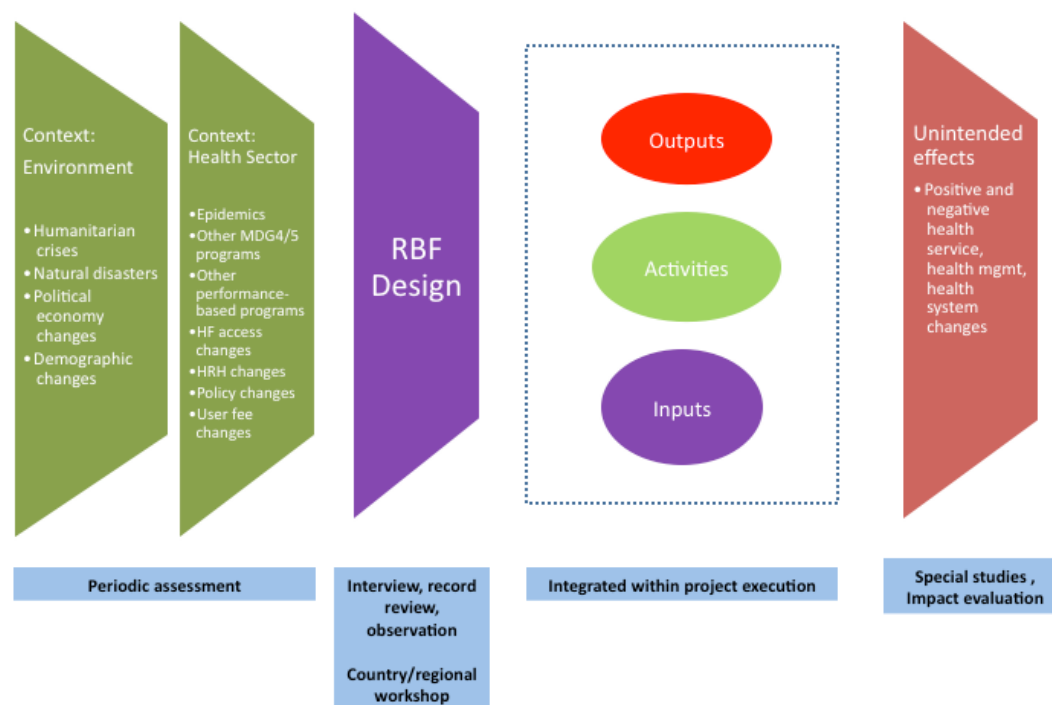 Context:
Environment
•Humanitarian
crises
•Natural disasters
•Political
economy
changes
•Demographic
changes
Context:
Health Sector
•Epidemics
•Other MDG4/5
programs
•Other
performance-
based programs
•HF access
changes
•HRH changes
•Policy changes
•User fee
changes
RBF
Design
Outputs
Activities
Inputs
Unintended
effects
•Positive and
negative
health
service,
health mgmt,
health
system
changes
Periodic assessment
Interview, record
review,
observation
Country/regional
workshop
Integrated within project execution
Special studies ,
Impact evaluation